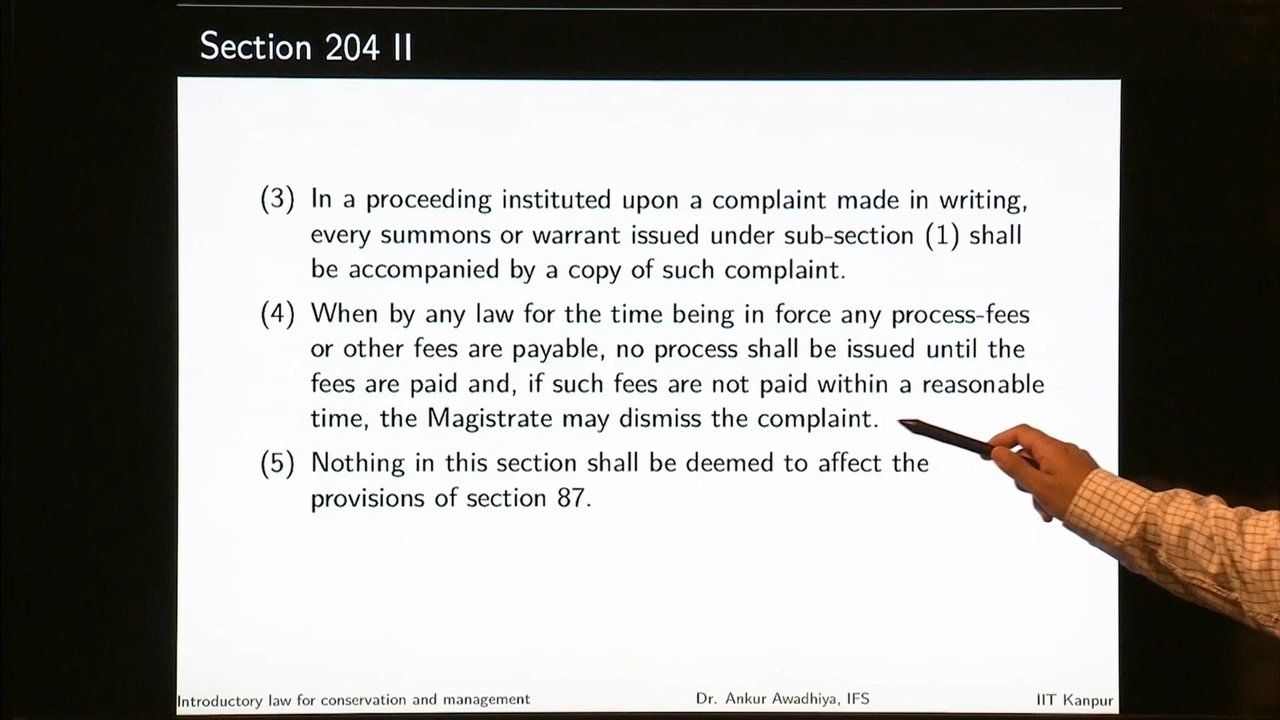 Section 204 II
(3) In a proceeding instituted upon a complaint made in writing,
every summons or warrant issued under sub-section (1) shall
be accompanied by a copy of such complaint.
(4) When by any law for the time being in force any process-fees
or other fees are payable, no process shall be issued until the
fees are paid and, if such fees are not paid within a reasonable
time, the Magistrate may dismiss the complaint.
(5) Nothing in this section shall be deemed to affect the
provisions of section 87.
Introductory law for conservation and management Dr. Ankur Awadhiya, IFS IIT Kanpur